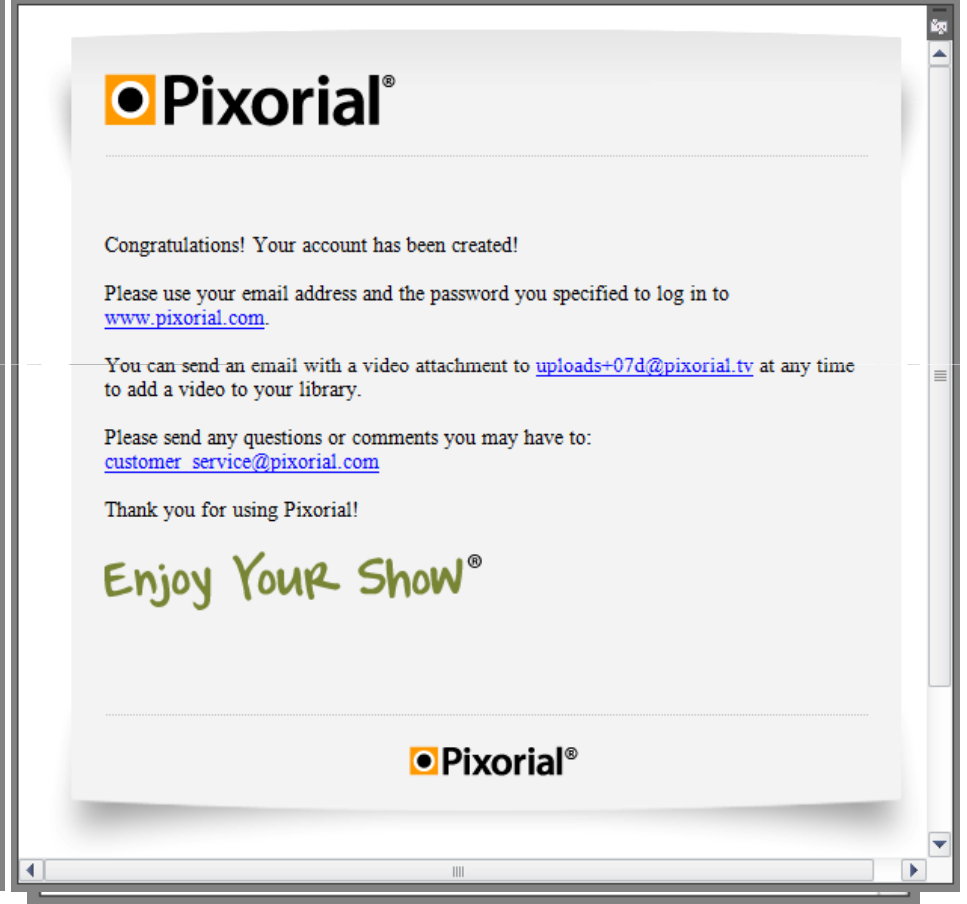 Pixorial®
Congratulations! Your account has been created!
Please use your email address and the password you specified to log in to
www.pixorial.com.
You can send an email with a video attachment to uploads+07d@pixorial.tv at any time
to add a video to your library.
Please send any questions or comments you may have to:
customer_service@pixorial.com
Thank you for using Pixorial!
Enjoy Your Show®
Pixorial®